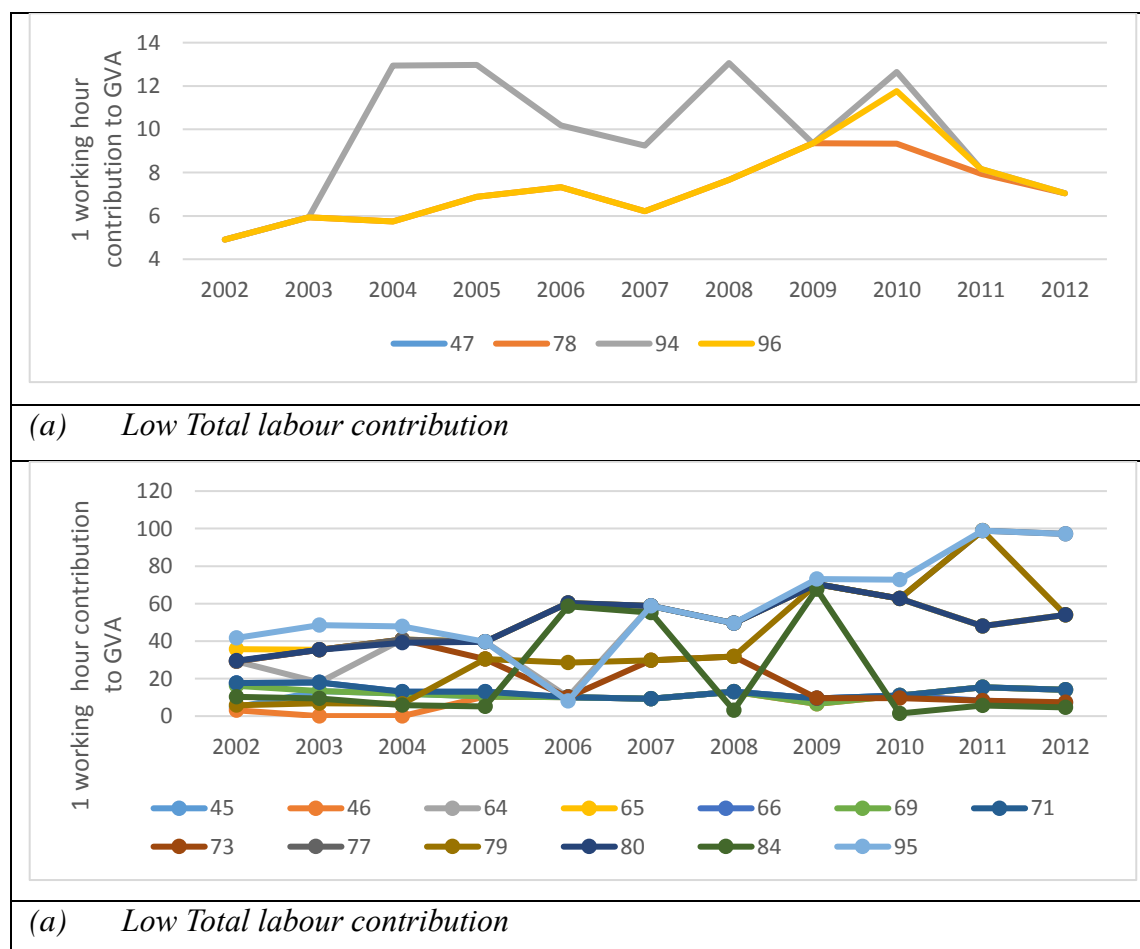 1 working hour
contribution to GVA
14
12
10
8
6
4
2002 2003 2004 2005 2006 2007 2008 2009 2010 2011 2012
47 78 94 96
(a) Low Total labour contribution
1 working hour contribution
to GVA
120
100
80
60
40
20
0
2002 2003 2004 2005 2006 2007 2008 2009 2010 2011 2012
45 46 64 65 66 69 71
73 77 79 80 84 95
(a) Low Total labour contribution